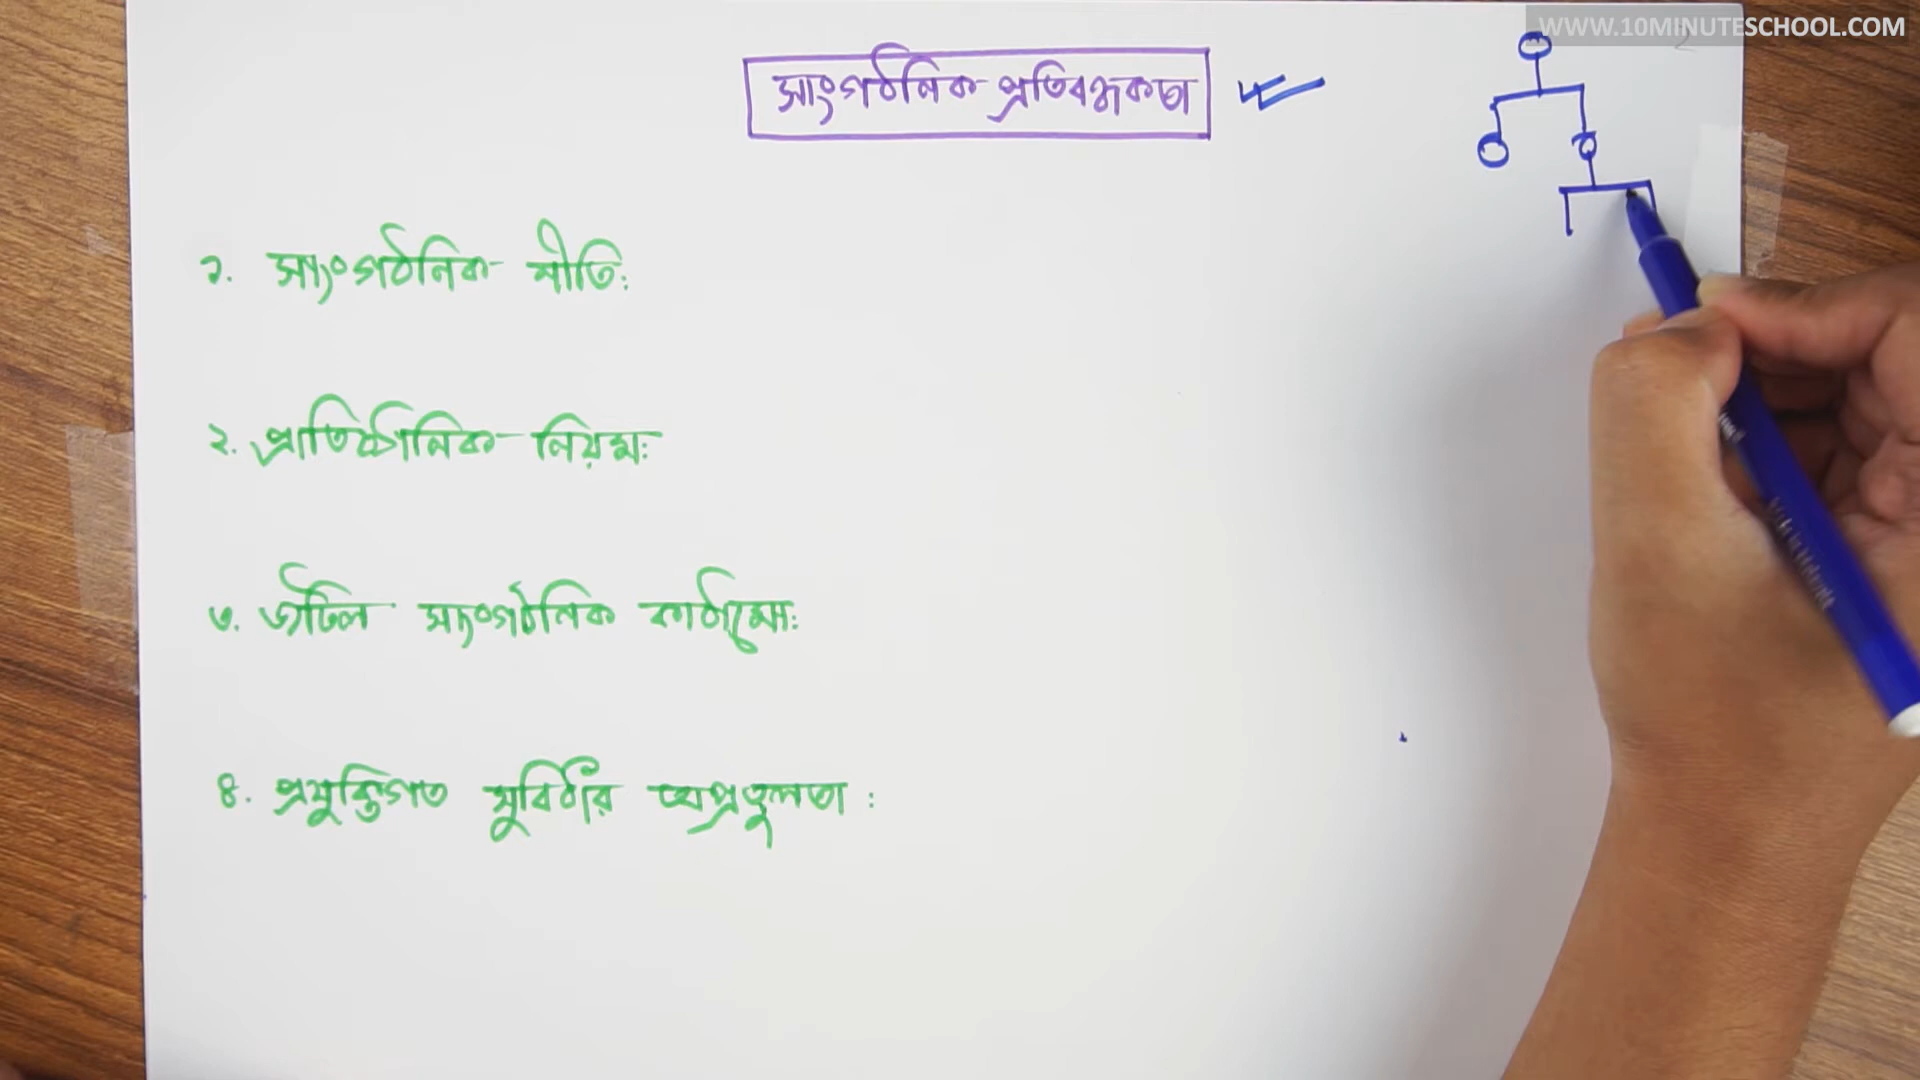 WWW.10MINUTESCHOOL.COM
সাংগঠনিক প্রতিবন্ধকতা
১. সাংগঠনিক নীতি:
২. প্রাতিষ্ঠানিক নিয়ম:
৩. জটিল সাংগঠনিক কাঠামো:
৪. প্রযুক্তিগত সুবিধার অপ্রতুলতা :